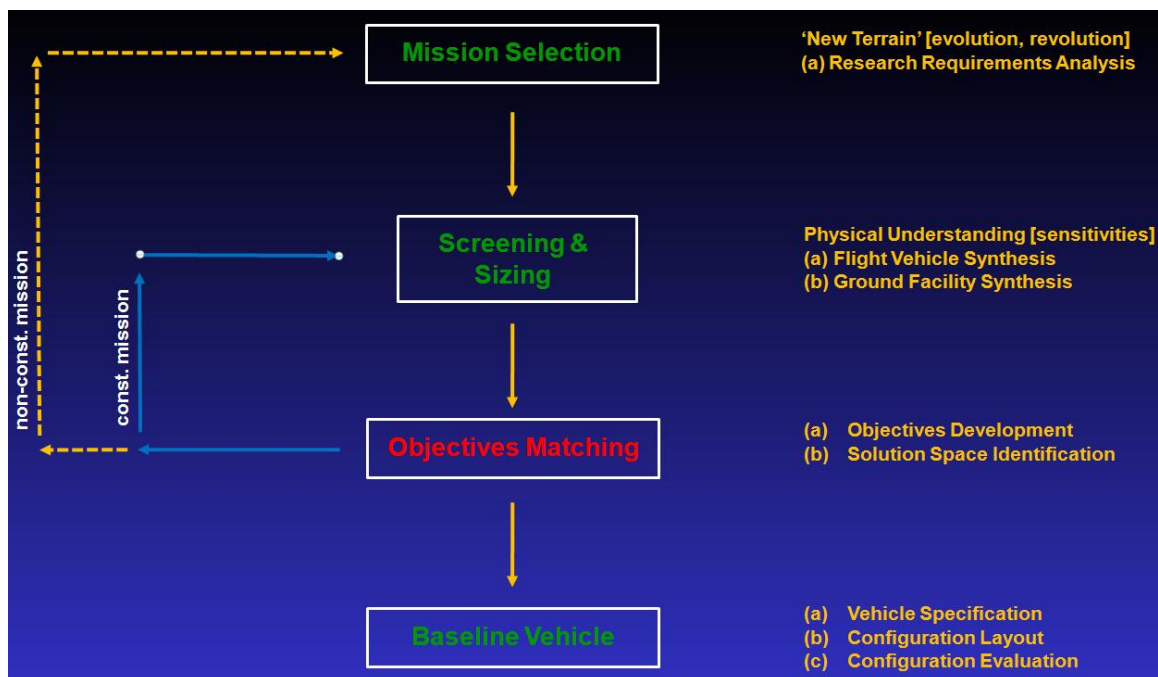 Mission Selection
'New Terrain' [evolution, revolution]
(a) Research Requirements Analysis
Screening &
Sizing
Physical Understanding [sensitivities]
(a) Flight Vehicle Synthesis
(b) Ground Facility Synthesis
non-const. mission
const. mission
Objectives Matching
(a) Objectives Development
(b) Solution Space Identification
Baseline Vehicle
(a) Vehicle Specification
(b) Configuration Layout
(c) Configuration Evaluation